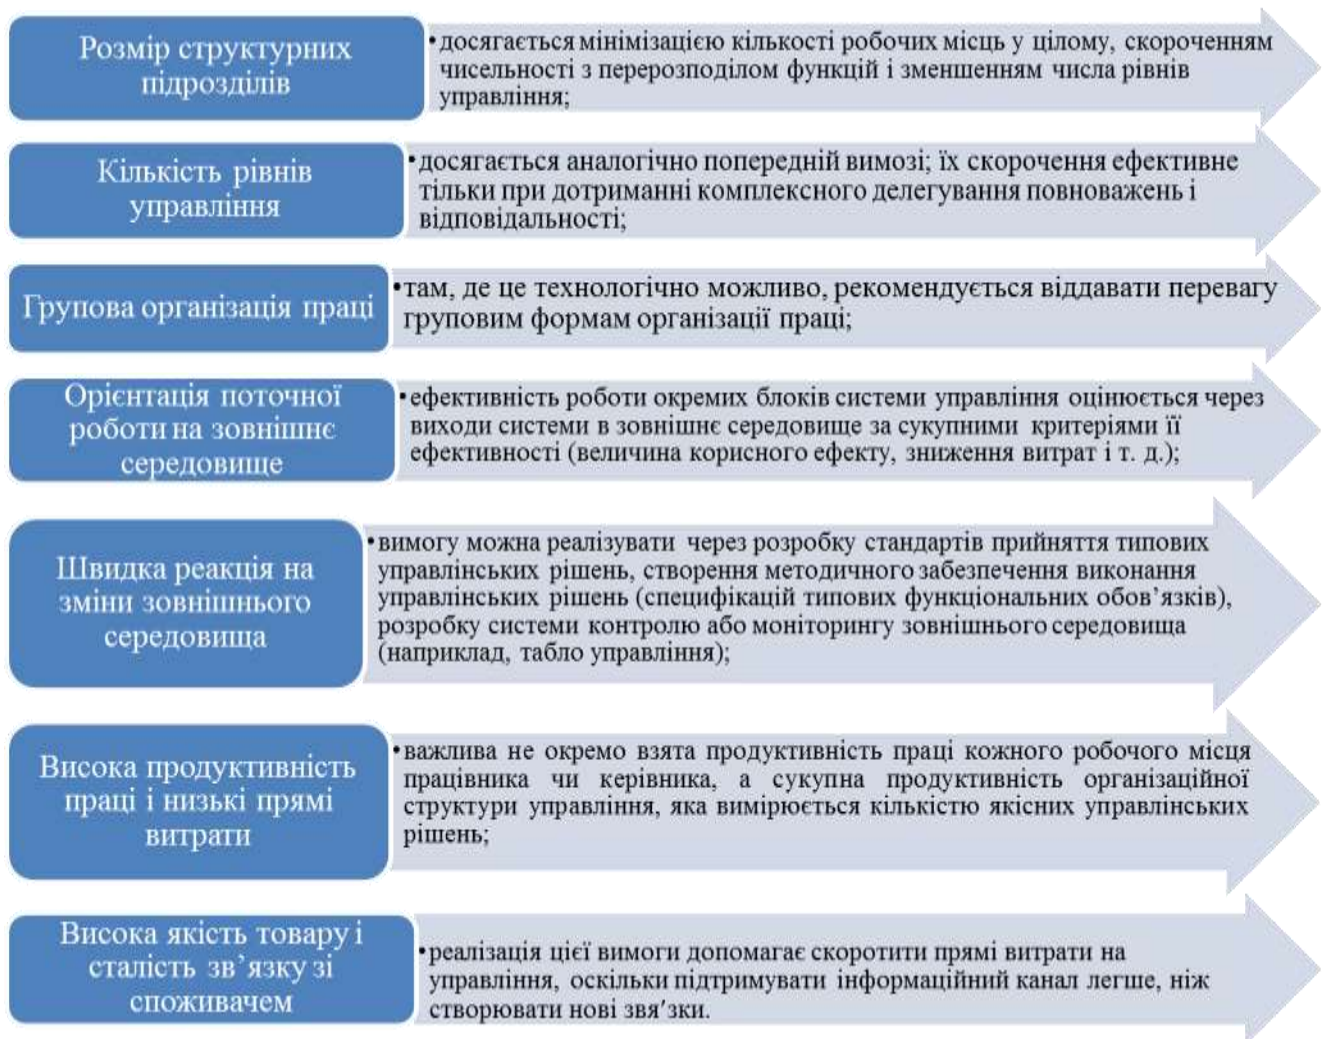 Розмір структурних
підрозділів
•досягається мінімізацією кількості робочих місць у цілому, скороченням
чисельності з перерозподілом функцій і зменшенням числа рівнів
управління;
Кількість рівнів
управління
•досягається аналогічно попередній вимозі; їх скорочення ефективне
тільки при дотриманні комплексного делегування повноважень і
відповідальності;
Групова організація праці
•там, де це технологічно можливо, рекомендується віддавати перевагу
груповим формам організації праці;
Орієнтація поточної
роботи на зовнішнє
середовище
•ефективність роботи окремих блоків системи управління оцінюється через
виходи системи в зовнішнє середовище за сукупними критеріями її
ефективності (величина корисного ефекту, зниження витрат і т. д.);
Швидка реакція на
зміни зовнішнього
середовища
•вимогу можна реалізувати через розробку стандартів прийняття типових
управлінських рішень, створення методичного забезпечення виконання
управлінських рішень (специфікацій типових функціональних обов’язків),
розробку системи контролю або моніторингу зовнішнього середовища
(наприклад, табло управління);
Висока продуктивність
праці і низькі прямі
витрати
•важлива не окремо взята продуктивність праці кожного робочого місця
працівника чи керівника, а сукупна продуктивність організаційної
структури управління, яка вимірюється кількістю якісних управлінських
рішень;
Висока якість товару і
сталість зв’язку зі
споживачем
•реалізація цієї вимоги допомагає скоротити прямі витрати на
управління, оскільки підтримувати інформаційний канал легше, ніж
створювати нові звя′зки.